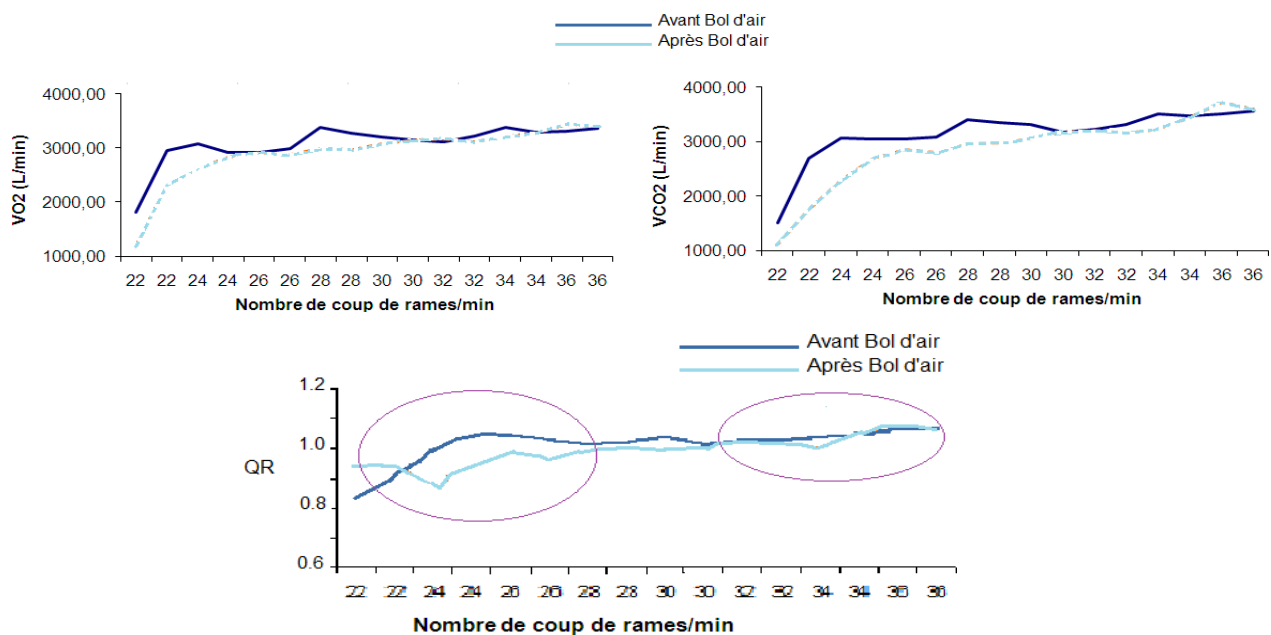 Avant Bol d'air
Après Bol d'air
4000,00
3000,00
2000,00
1000,00
VO2 (L/min)
22 22 24 24 26 26 28 28 30 30 32 32 34 34 36 36
Nombre de coup de rames/min
4000,00
3000,00
2000,00
1000,00
VCO2 (L/min)
22 22 24 24 26 26 28 28 30 30 32 32 34 34 36 36
Nombre de coup de rames/min
Avant Bol d'air
Après Bol d'air
1.2
1.0
0.8
0.6
QR
22 22 24 24 26 26 28 28 30 30 32 32 34 34 36 36
Nombre de coup de rames/min